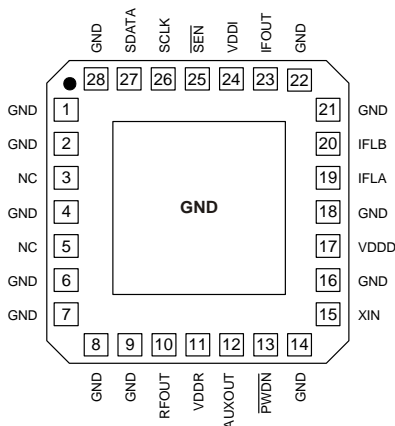 GND SDATA SCLK SEN VDDI IFOUT GND
28 27 26 25 24 23 22
GND 1 21 GND
GND 2 20 IFLB
NC 3 19 IFLA
GND 4 GND 18 GND
NC 5 17 VDDD
GND 6 16 GND
GND 7 15 XIN
8 9 10 11 12 13 14
GND GND RFOUT VDDR AUXOUT PWDN GND